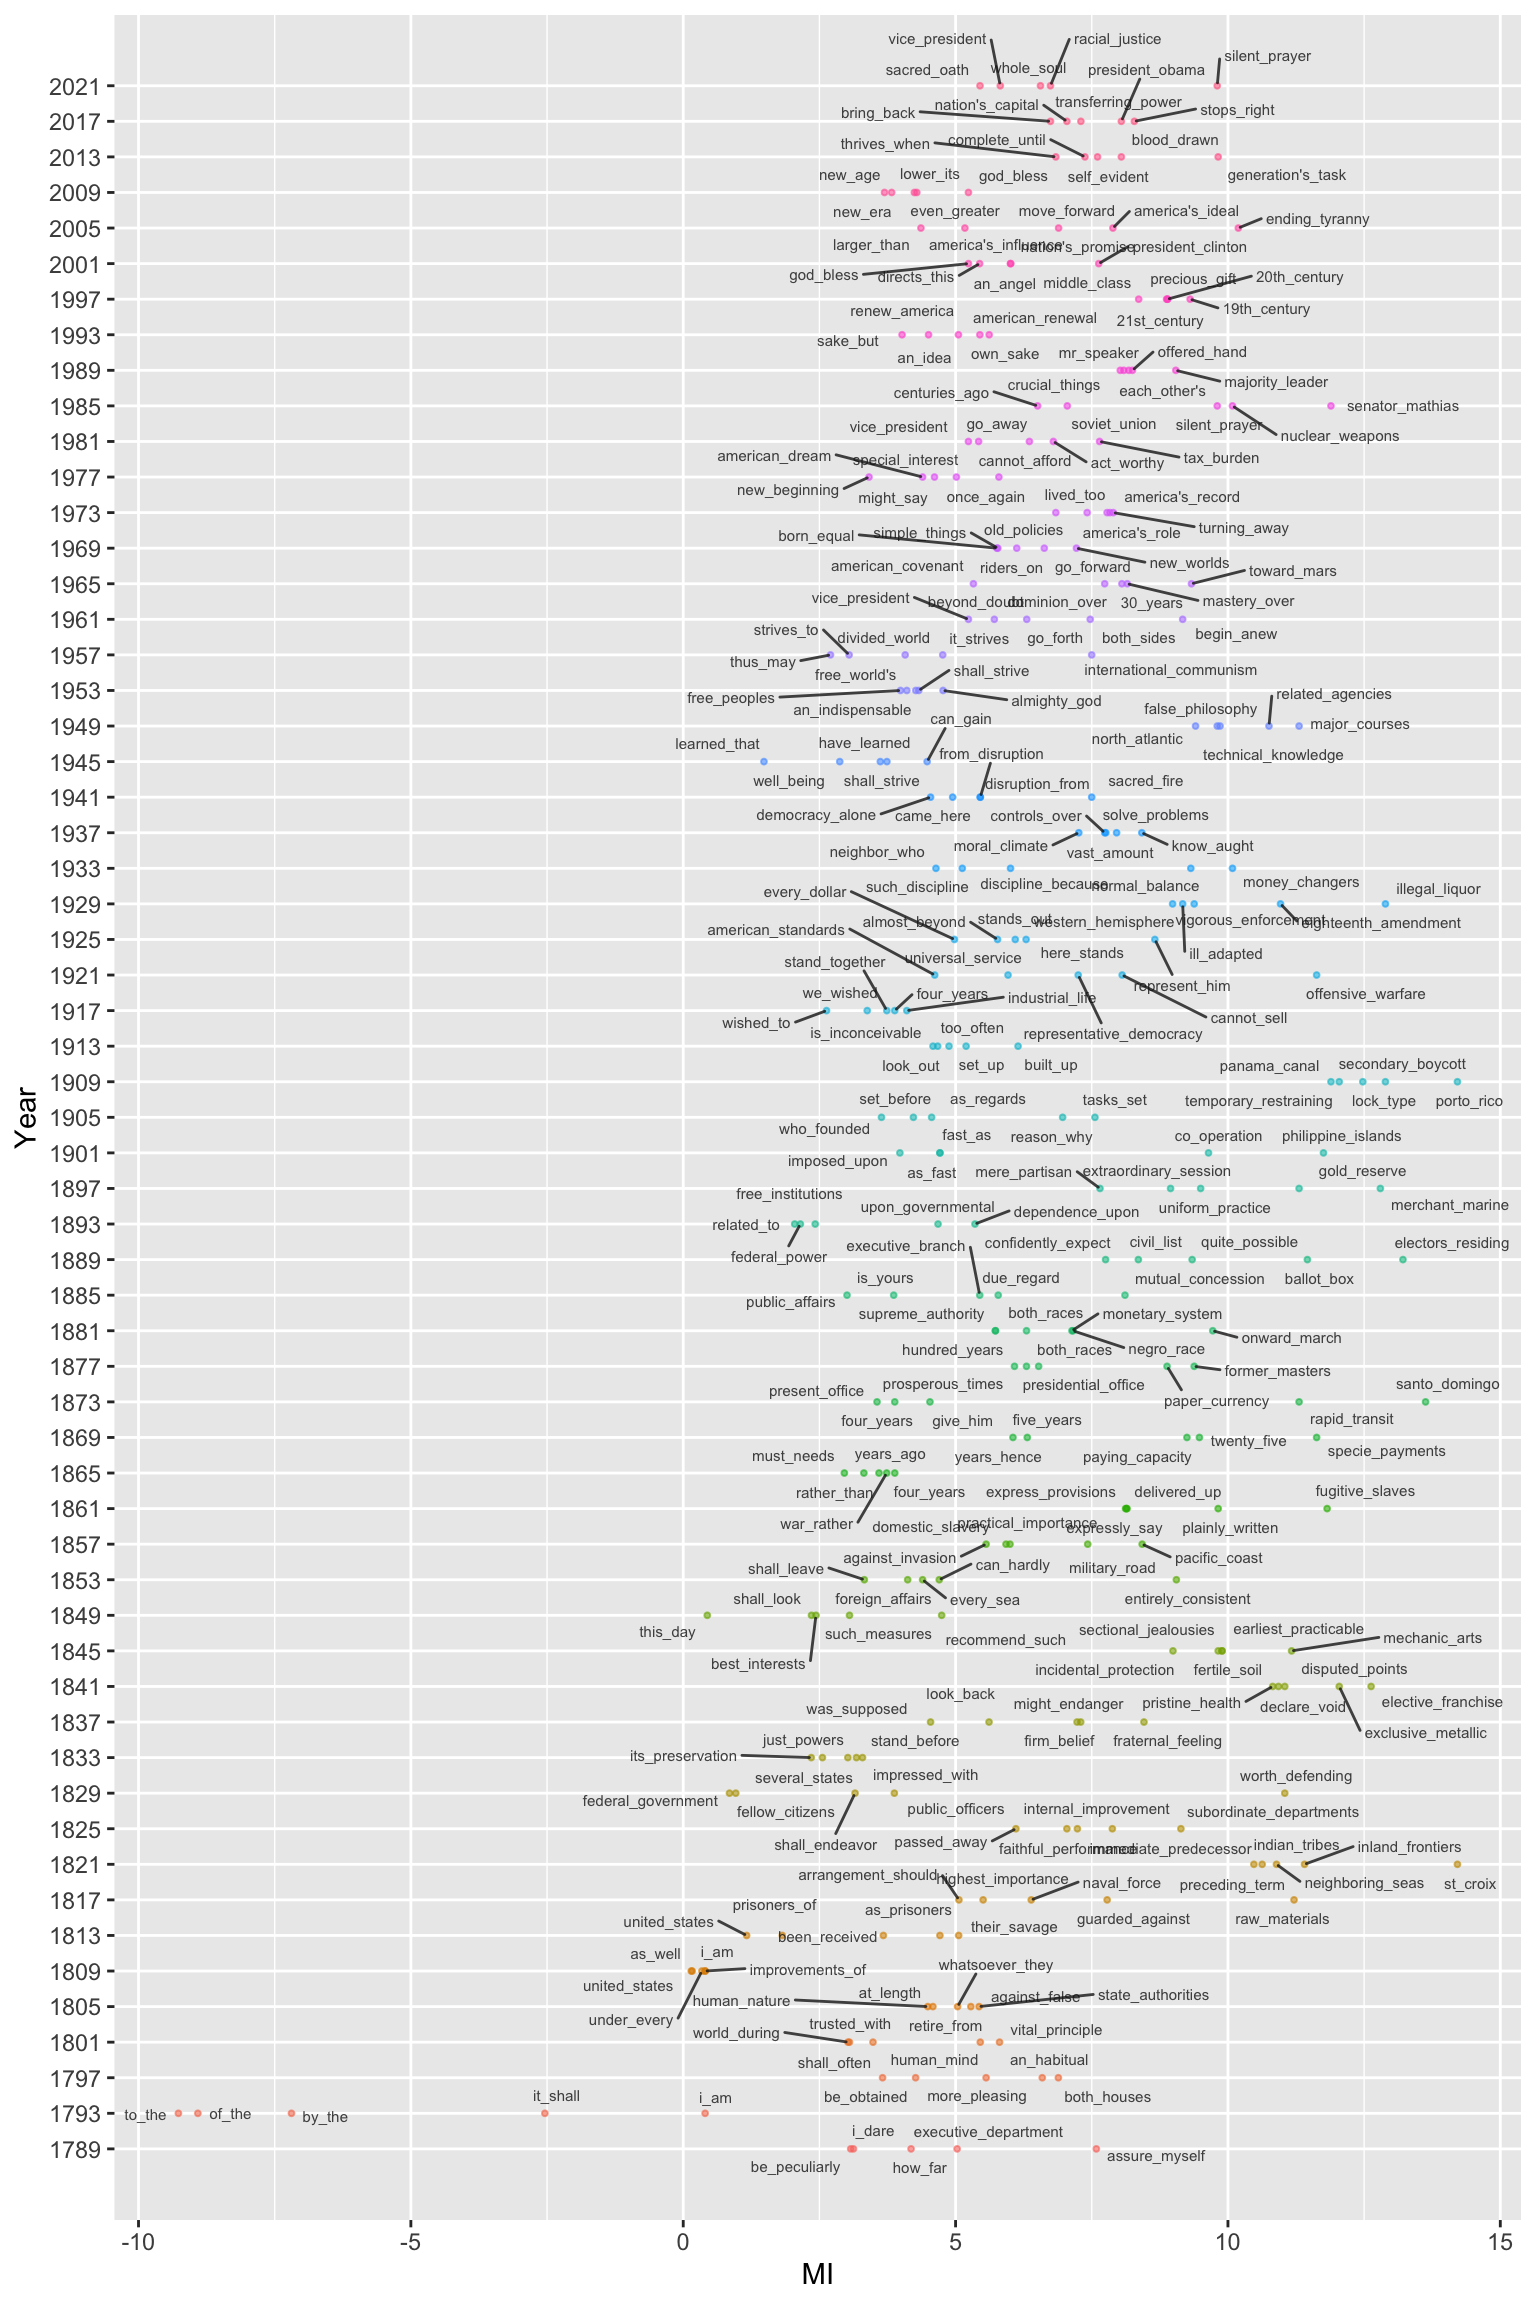 vice_president racial_justice
silent_prayer
sacred_oath whole_soul president_obama
2021
nation's_capital transferring_power
bring_back stops_right
2017
thrives_when complete_until blood_drawn
2013
new_age lower_its god_bless self_evident generation's_task
2009
new_era even_greater move_forward america's_ideal ending_tyranny
2005
larger_than america's_influence nation's_promise president_clinton
2001
god_bless directs_this an_angel middle_class precious_gift 20th_century
1997
renew_america american_renewal 21st_century 19th_century
1993
sake_but an_idea own_sake mr_speaker offered_hand
1989
centuries_ago crucial_things each_other's majority_leader
1985 senator_mathias
vice_president go_away soviet_union silent_prayer nuclear_weapons
1981
american_dream special_interest cannot_afford act_worthy tax_burden
1977
new_beginning might_say once_again lived_too america's_record
1973
born_equal simple_things old_policies america's_role turning_away
1969
american_covenant riders_on go_forward new_worlds toward_mars
1965
vice_president beyond_doubt dominion_over 30_years mastery_over
1961
strives_to divided_world it_strives go_forth both_sides begin_anew
1957
thus_may free_world's shall_strive international_communism
1953
free_peoples an_indispensable almighty_god related_agencies
can_gain false_philosophy major_courses
1949
learned_that have_learned from_disruption north_atlantic technical_knowledge
1945
well_being shall_strive disruption_from sacred_fire
1941
democracy_alone came_here controls_over solve_problems
1937
neighbor_who moral_climate vast_amount know_aught
1933
every_dollar such_discipline discipline_because normal_balance money_changers illegal_liquor
1929
american_standards almost_beyond stands_out western_hemisphere vigorous_enforcement eighteenth_amendment
1925
stand_together universal_service here_stands ill_adapted
1921
we_wished four_years industrial_life represent_him offensive_warfare
1917
wished_to is_inconceivable too_often representative_democracy cannot_sell
1913
look_out set_up built_up panama_canal secondary_boycott
1909
set_before as_regards tasks_set temporary_restraining lock_type porto_rico
1905
who_founded fast_as reason_why co_operation philippine_islands
1901
imposed_upon as_fast mere_partisan extraordinary_session gold_reserve
1897
free_institutions upon_governmental dependence_upon uniform_practice merchant_marine
1893
related_to
federal_power executive_branch confidently_expect civil_list quite_possible electors_residing
1889
is_yours due_regard mutual_concession ballot_box
1885
public_affairs supreme_authority both_races monetary_system
1881
hundred_years both_races negro_race onward_march
1877
present_office prosperous_times presidential_office former_masters santo_domingo
1873
four_years give_him five_years paper_currency rapid_transit
1869
must_needs years_ago years_hence paying_capacity twenty_five specie_payments
1865
rather_than four_years express_provisions delivered_up fugitive_slaves
1861
war_rather domestic_slavery practical_importance expressly_say plainly_written
1857
shall_leave against_invasion can_hardly military_road pacific_coast
1853
shall_look foreign_affairs every_sea entirely_consistent
1849
this_day such_measures recommend_such sectional_jealousies earliest_practicable mechanic_arts
1845
best_interests incidental_protection fertile_soil disputed_points
1841
was_supposed look_back might_endanger pristine_health declare_void elective_franchise
1837
just_powers stand_before firm_belief fraternal_feeling exclusive_metallic
1833
its_preservation several_states impressed_with worth_defending
1829
federal_government fellow_citizens public_officers internal_improvement subordinate_departments
1825
shall_endeavor passed_away faithful_performance immediate_predecessor indian_tribes inland_frontiers
1821
arrangement_should highest_importance naval_force preceding_term neighboring_seas st_croix
1817
prisoners_of as_prisoners their_savage guarded_against raw_materials
united_states
1813
been_received
as_well i_am whatsoever_they
1809
improvements_of
united_states human_nature at_length against_false state_authorities
1805
under_every world_during trusted_with retire_from vital_principle
1801
shall_often human_mind an_habitual
1797
it_shall i_am be_obtained more_pleasing both_houses
1793
to_the of_the by_the
i_dare executive_department
1789
be_peculiarly how_far assure_myself
-10 -5 0 5 10 15
MI
Year